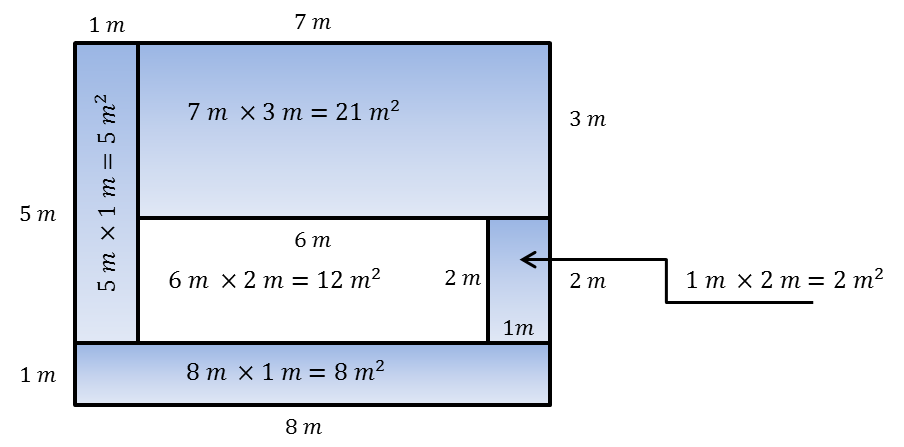 1 m
7 m
7 m × 3 m = 21 m²
3 m
5 m × 1 m = 5 m²
5 m
6 m
6 m × 2 m = 12 m²
2 m
2 m
1 m × 2 m = 2 m²
1m
1 m
8 m × 1 m = 8 m²
8 m